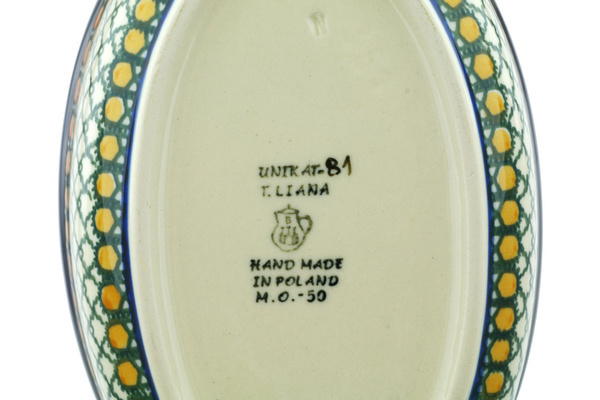 UNIKAT-81
T. LIANA
B
HAND MADE
IN POLAND
M.O.-50